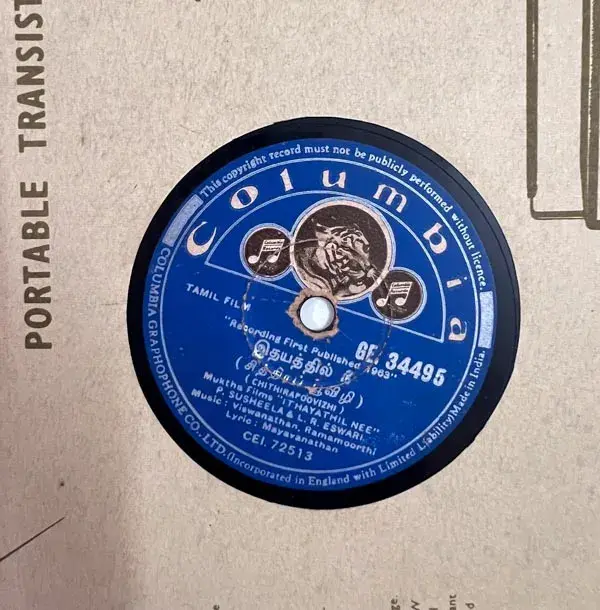 PORTABLE TRANSIST
This copyright record must not be publicly performed without licence.
Columbia
TAMIL FILM
"Recording First Published 1963"
GE. 34495
இதயத்தில் நீ
(CHITHIRAPOOVIZHI)
Muktha Films "ITHAYATHIL NEE"
P. SUSHEELA & L. R. ESWARI
Music: Viswanathan, Ramamoorthi
Lyric: Mayavanathan
CEI. 72513
COLUMBIA GRAPHOPHONE CO., LTD. (Incorporated in England with Limited Liability) Made in India.